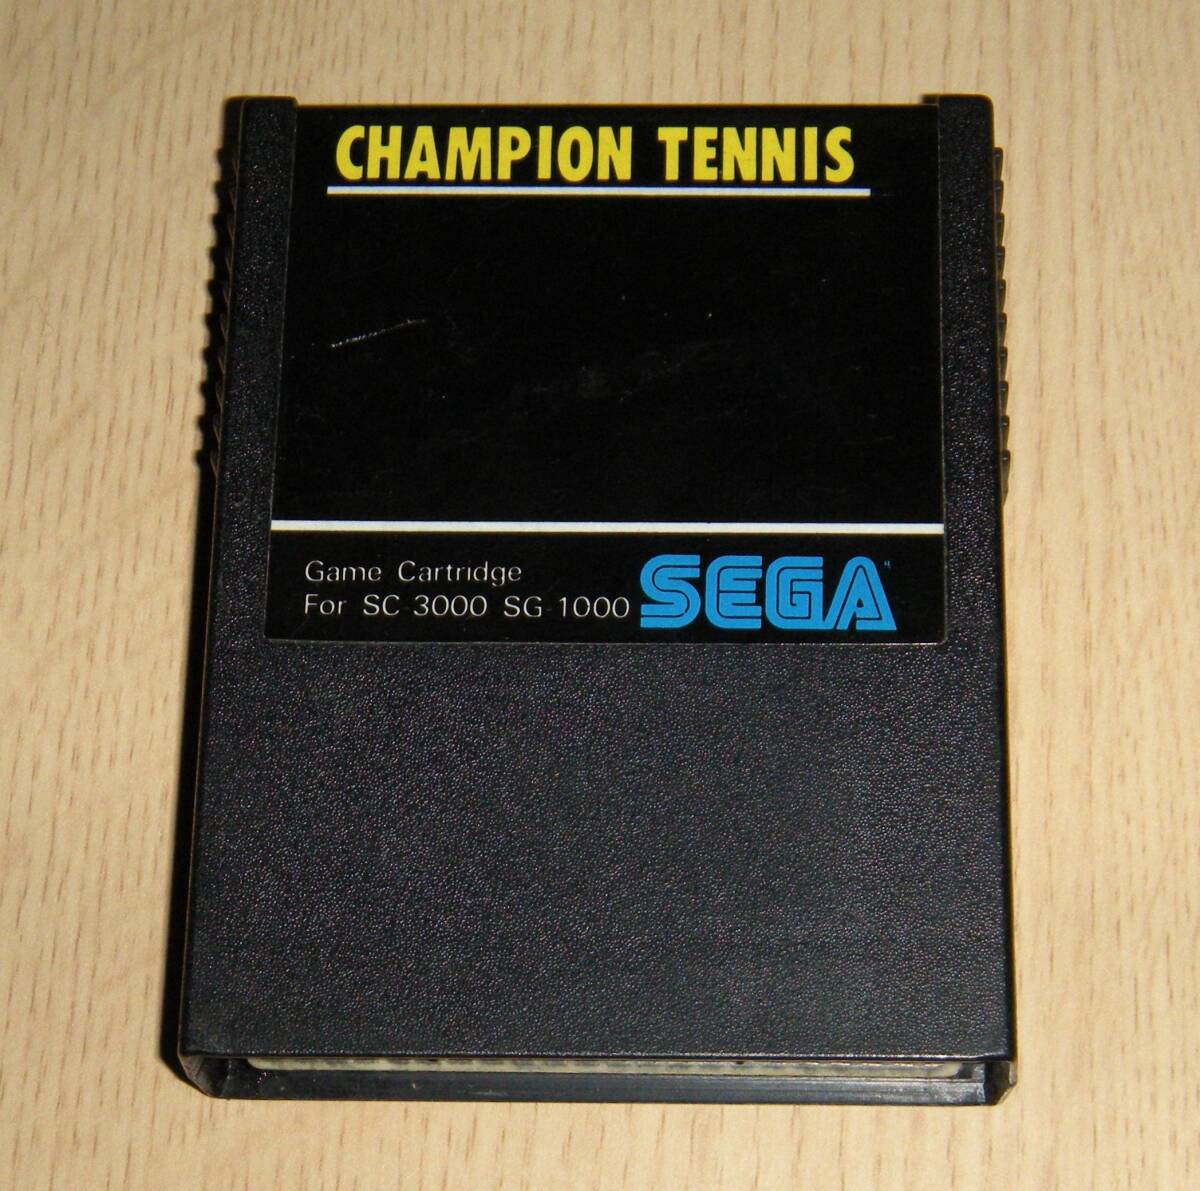 CHAMPION TENNIS
Game Cartridge
For SC 3000 SG-1000
SEGA